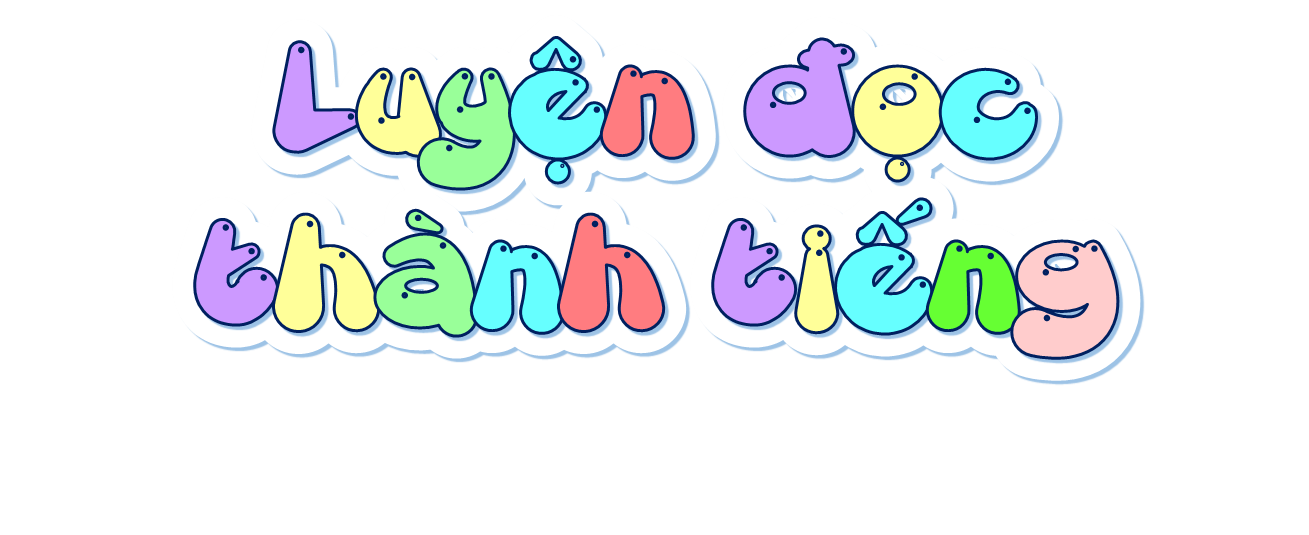 Luyện đọc
thành tiếng